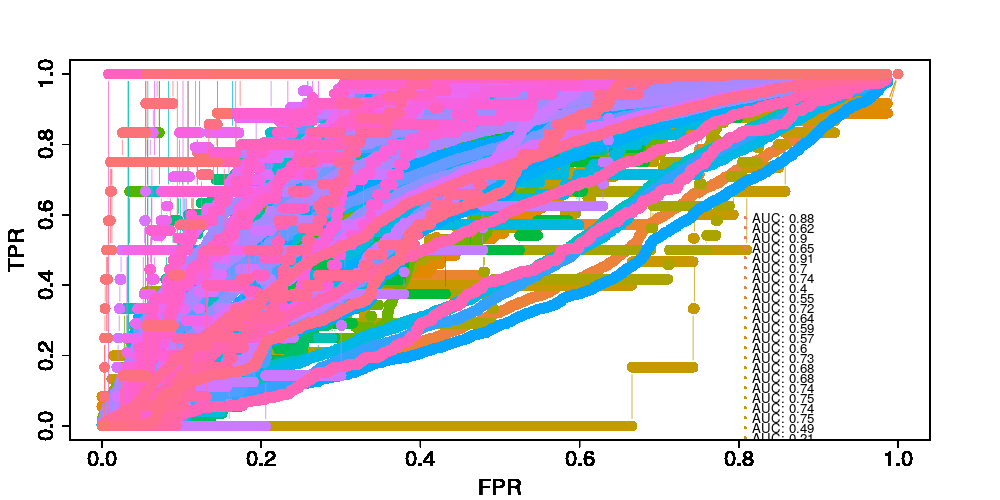 TPR
1.0
0.8
0.6
0.4
0.2
0.0
AUC: 0.88
AUC: 0.62
AUC: 0.9
AUC: 0.65
AUC: 0.91
AUC: 0.7
AUC: 0.74
AUC: 0.4
AUC: 0.55
AUC: 0.72
AUC: 0.64
AUC: 0.59
AUC: 0.57
AUC: 0.6
AUC: 0.73
AUC: 0.68
AUC: 0.68
AUC: 0.74
AUC: 0.75
AUC: 0.74
AUC: 0.75
AUC: 0.49
AUC: 0.21
0.0 0.2 0.4 0.6 0.8 1.0
FPR